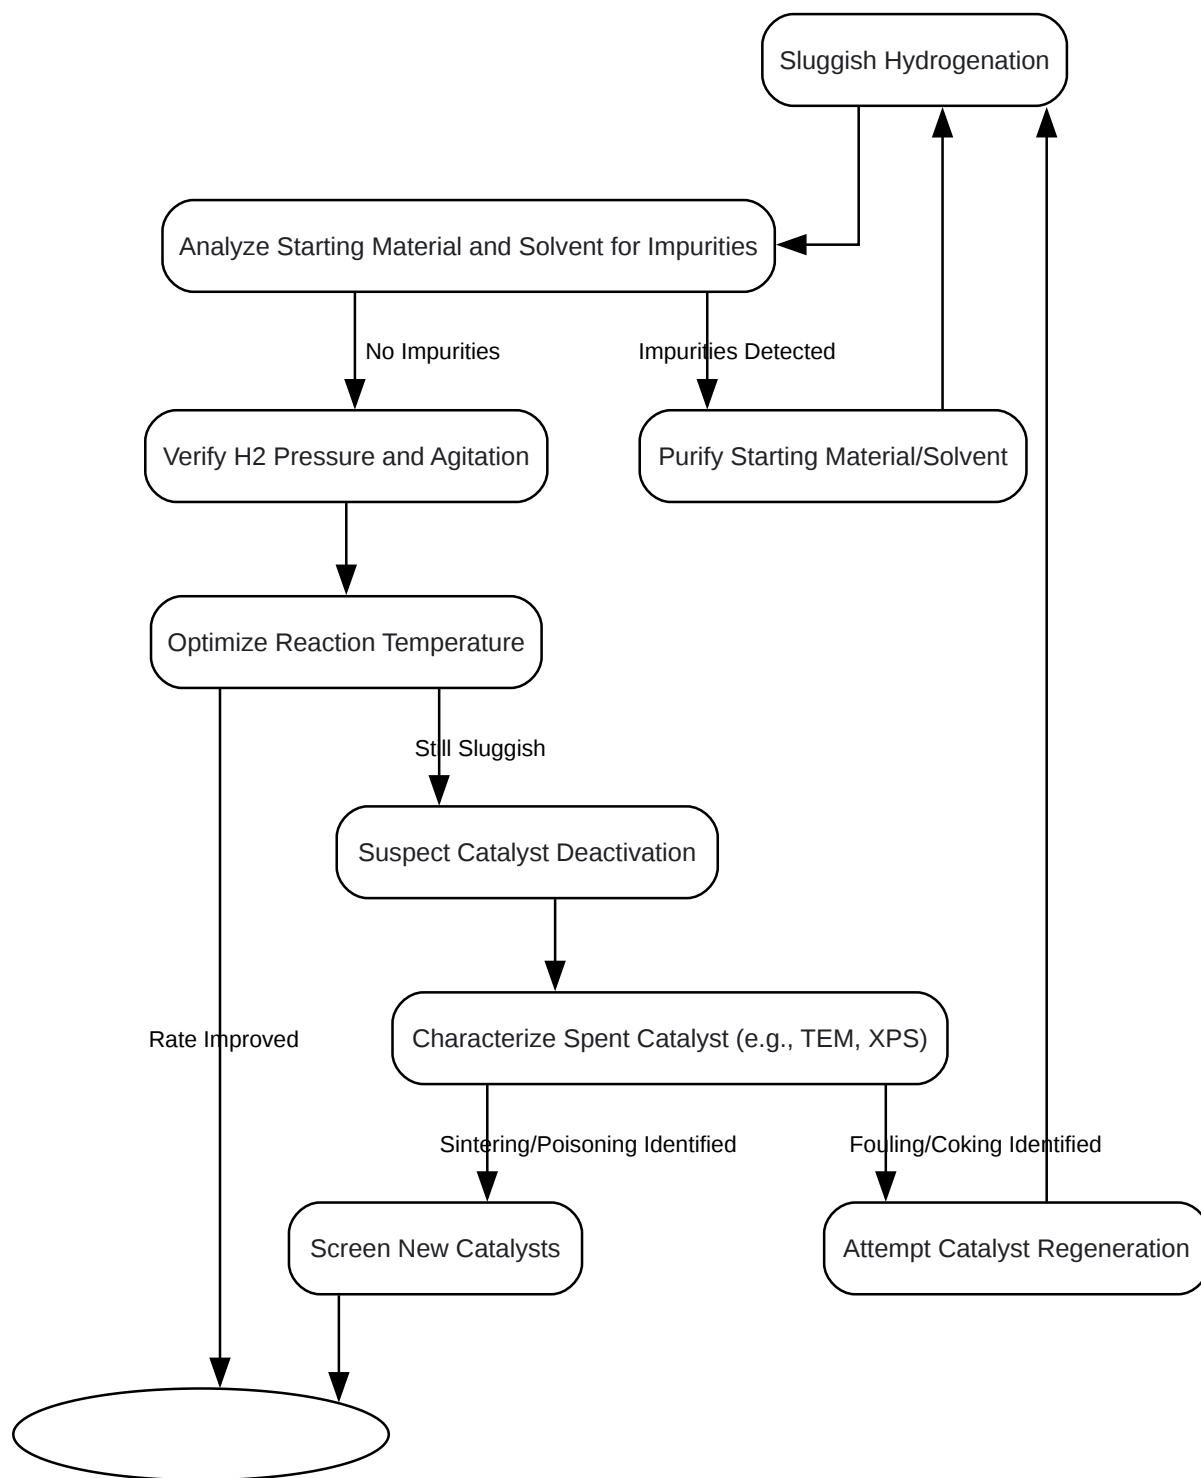 Sluggish Hydrogenation
Analyze Starting Material and Solvent for Impurities
No Impurities
Impurities Detected
Verify H2 Pressure and Agitation
Purify Starting Material/Solvent
Optimize Reaction Temperature
Still Sluggish
Suspect Catalyst Deactivation
Rate Improved
Characterize Spent Catalyst (e.g., TEM, XPS)
Sintering/Poisoning Identified
Fouling/Coking Identified
Screen New Catalysts
Attempt Catalyst Regeneration